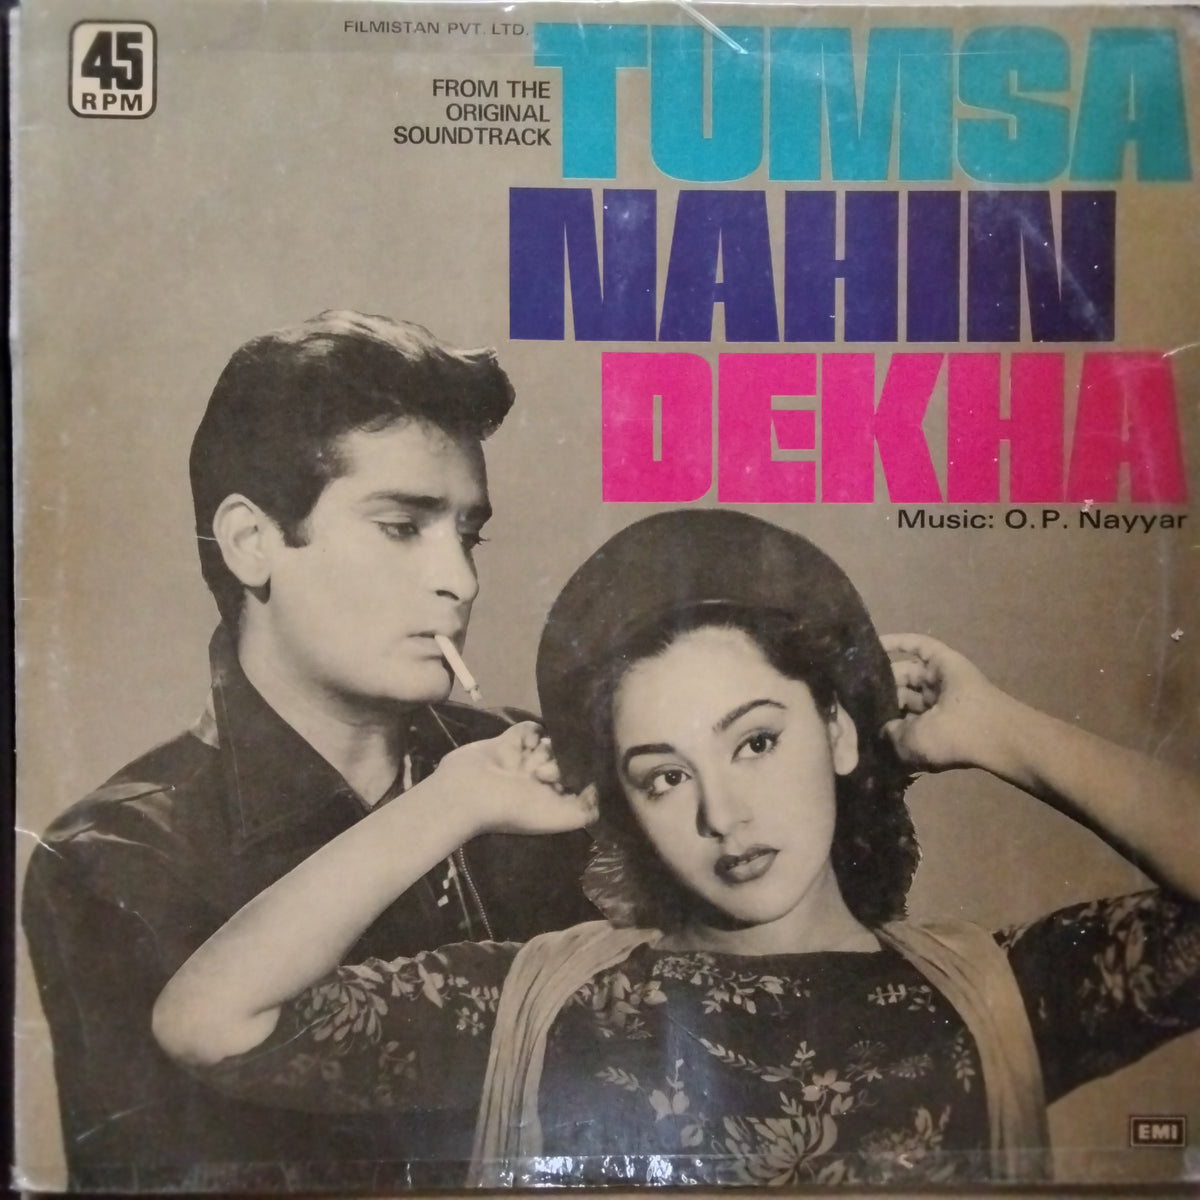 45
RPM
FILMISTAN PVT. LTD.
FROM THE
ORIGINAL
SOUNDTRACK
TUMSA
NAHIN
DEKHA
Music: O.P. Nayyar
EMI